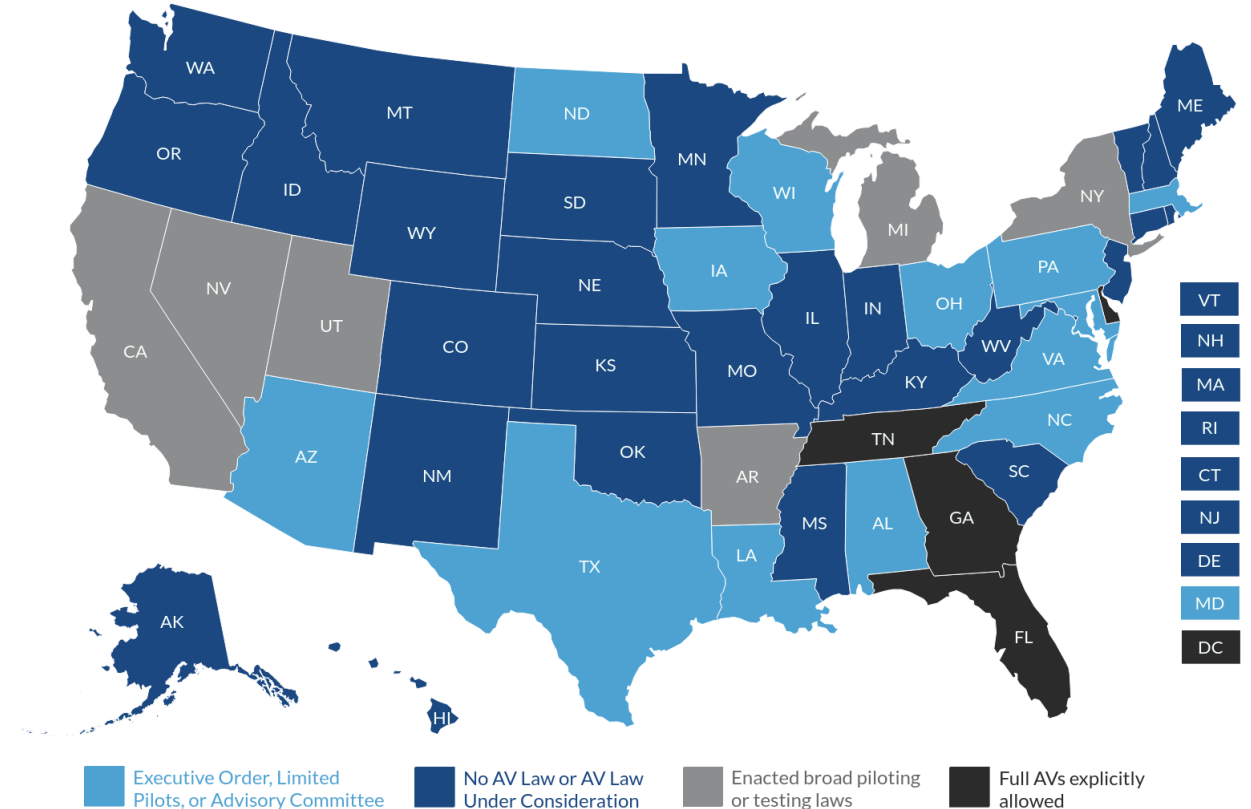 WA
MT
ND
MN
ME
OR
ID
WY
SD
WI
MI
NY
NV
UT
CA
CO
NE
IA
IL
IN
OH
PA
KS
MO
KY
WV
VA
VT
NH
MA
RI
CT
NJ
DE
MD
DC
AZ
NM
OK
AR
TN
NC
SC
TX
LA
MS
AL
GA
FL
AK
HI
Executive Order, Limited
Pilots, or Advisory Committee
No AV Law or AV Law
Under Consideration
Enacted broad piloting
or testing laws
Full AVs explicitly
allowed